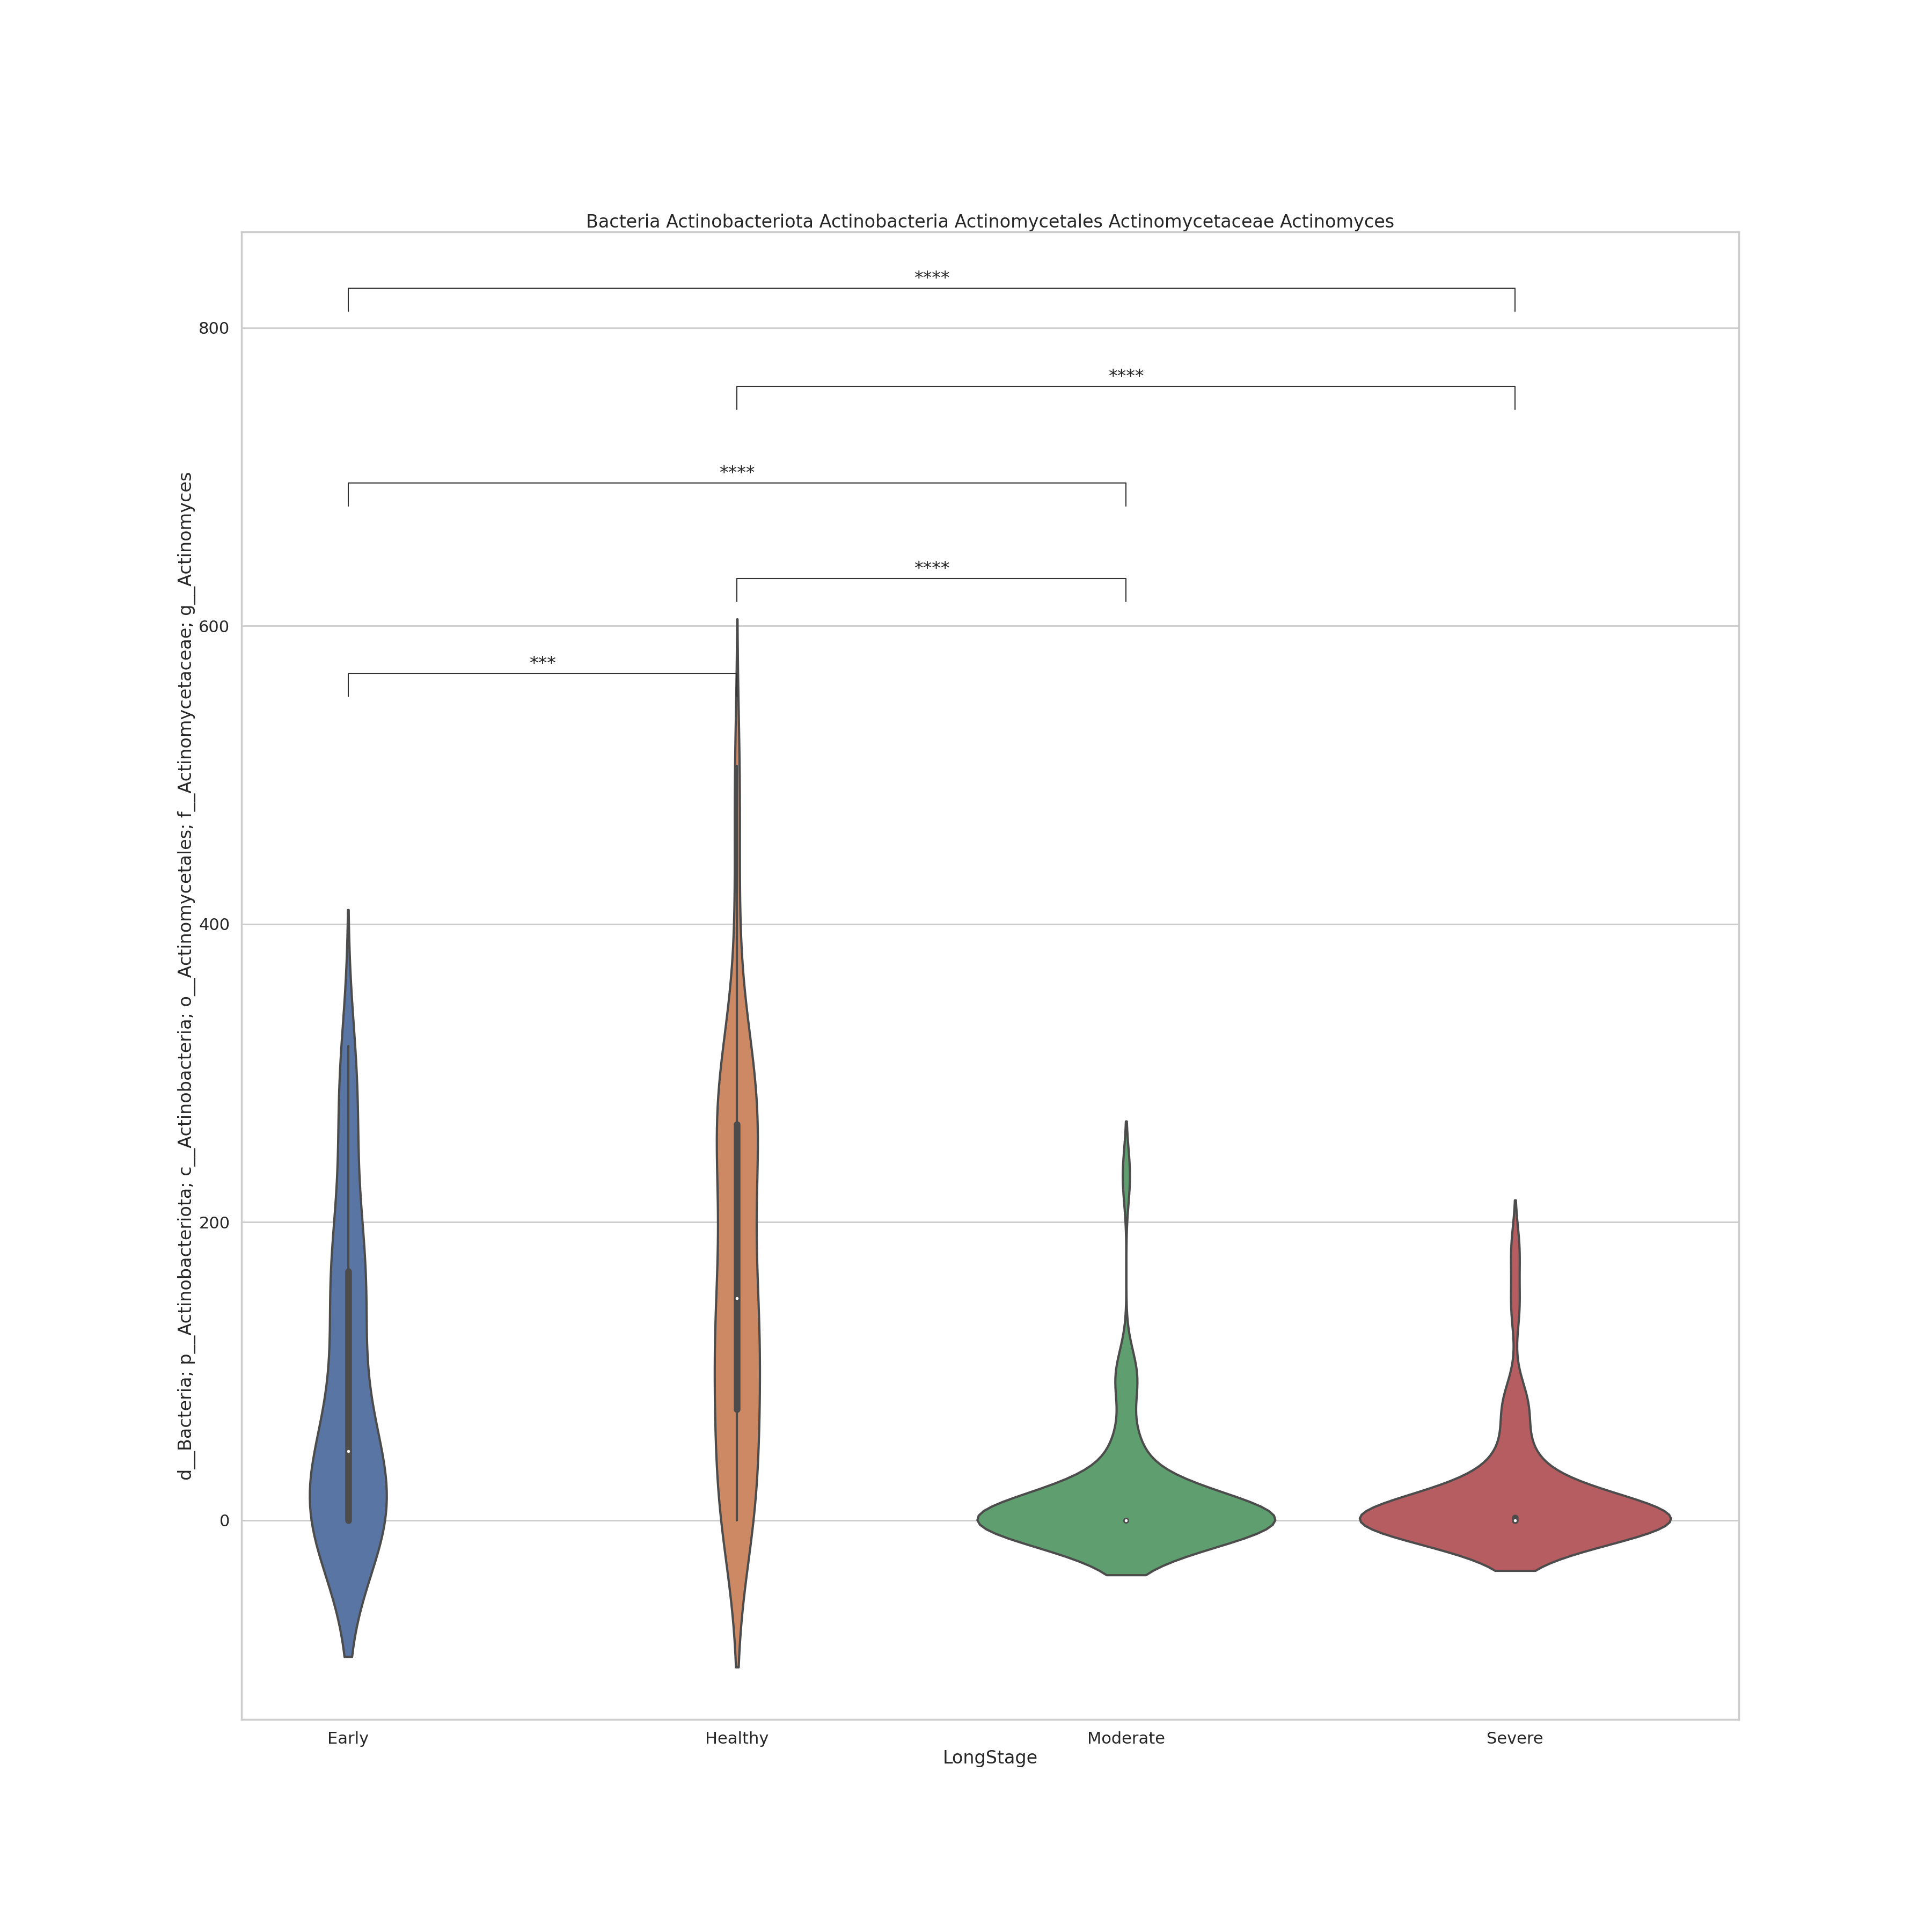 Bacteria Actinobacteriota Actinobacteria Actinomycetales Actinomycetaceae Actinomyces
****
800
****
****
****
600
***
400
200
0
d__Bacteria; p__Actinobacteriota; c__Actinobacteria; o__Actinomycetales; f__Actinomycetaceae; g__Actinomyces
Early Healthy Moderate Severe
LongStage